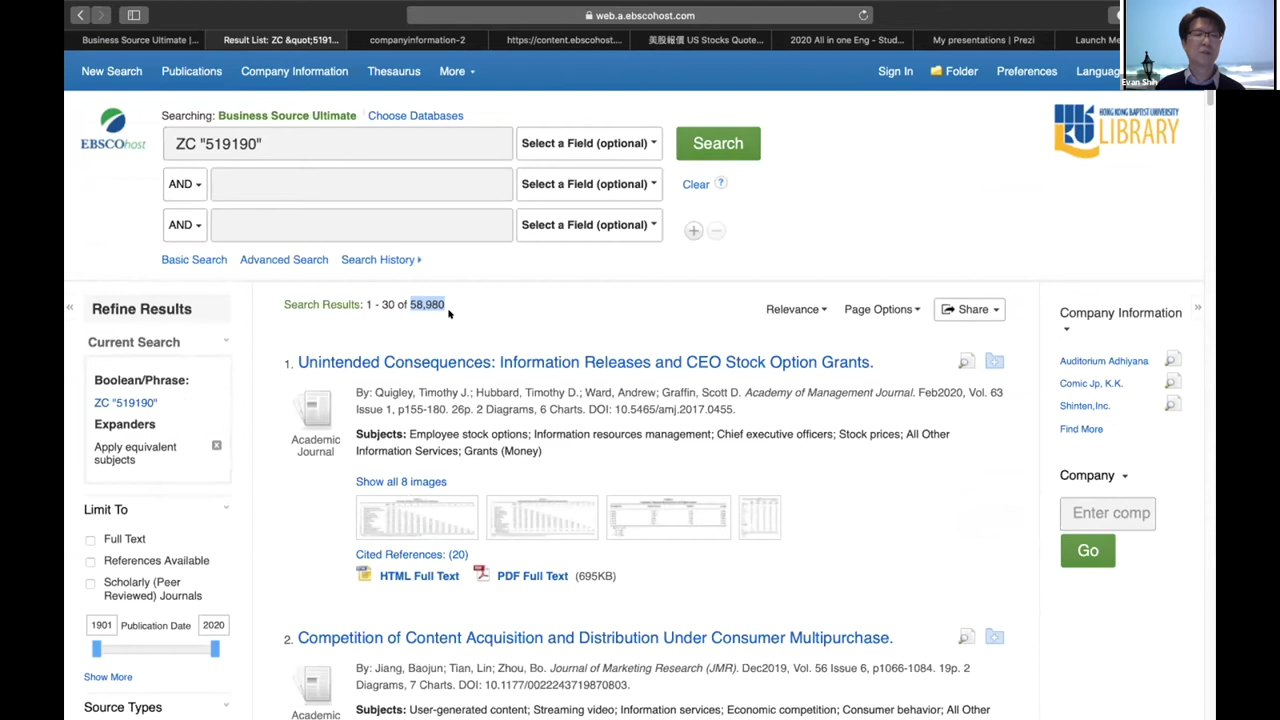 web.a.ebscohost.com
Business Source Ultimate |...
Result List: ZC &quot;5191...
companyinformation-2
https://content.ebscohost....
美股報價 US Stocks Quote...
2020 All in one Eng - Stud...
My presentations | Prezi
Launch Me
Evan Shih
New Search Publications Company Information Thesaurus More
Sign In Folder Preferences Languag
Searching: Business Source Ultimate Choose Databases
EBSCOhost
HONG KONG BAPTIST UNIVERSITY
LIBRARY
ZC "519190" Select a Field (optional) Search
AND Select a Field (optional) Clear ?
AND Select a Field (optional)
Basic Search Advanced Search Search History
« Refine Results
Current Search
Boolean/Phrase:
ZC "519190"
Expanders
Apply equivalent
subjects
Limit To
Full Text
References Available
Scholarly (Peer
Reviewed) Journals
1901 Publication Date 2020
Show More
Source Types
Search Results: 1 - 30 of 58,980
Relevance Page Options Share
1. Unintended Consequences: Information Releases and CEO Stock Option Grants.
Academic
Journal
By: Quigley, Timothy J.; Hubbard, Timothy D.; Ward, Andrew; Graffin, Scott D. Academy of Management Journal. Feb2020, Vol. 63
Issue 1, p155-180. 26p. 2 Diagrams, 6 Charts. DOI: 10.5465/amj.2017.0455.
Subjects: Employee stock options; Information resources management; Chief executive officers; Stock prices; All Other
Information Services; Grants (Money)
Show all 8 images
Cited References: (20)
HTML Full Text PDF Full Text (695KB)
2. Competition of Content Acquisition and Distribution Under Consumer Multipurchase.
Academic
By: Jiang, Baojun; Tian, Lin; Zhou, Bo. Journal of Marketing Research (JMR). Dec2019, Vol. 56 Issue 6, p1066-1084. 19p. 2
Diagrams, 7 Charts. DOI: 10.1177/0022243719870803.
Subjects: User-generated content; Streaming video; Information services; Economic competition; Consumer behavior; All Other
Company Information »
Auditorium Adhiyana
Comic Jp, K.K.
Shinten,Inc.
Find More
Company
Enter comp
Go